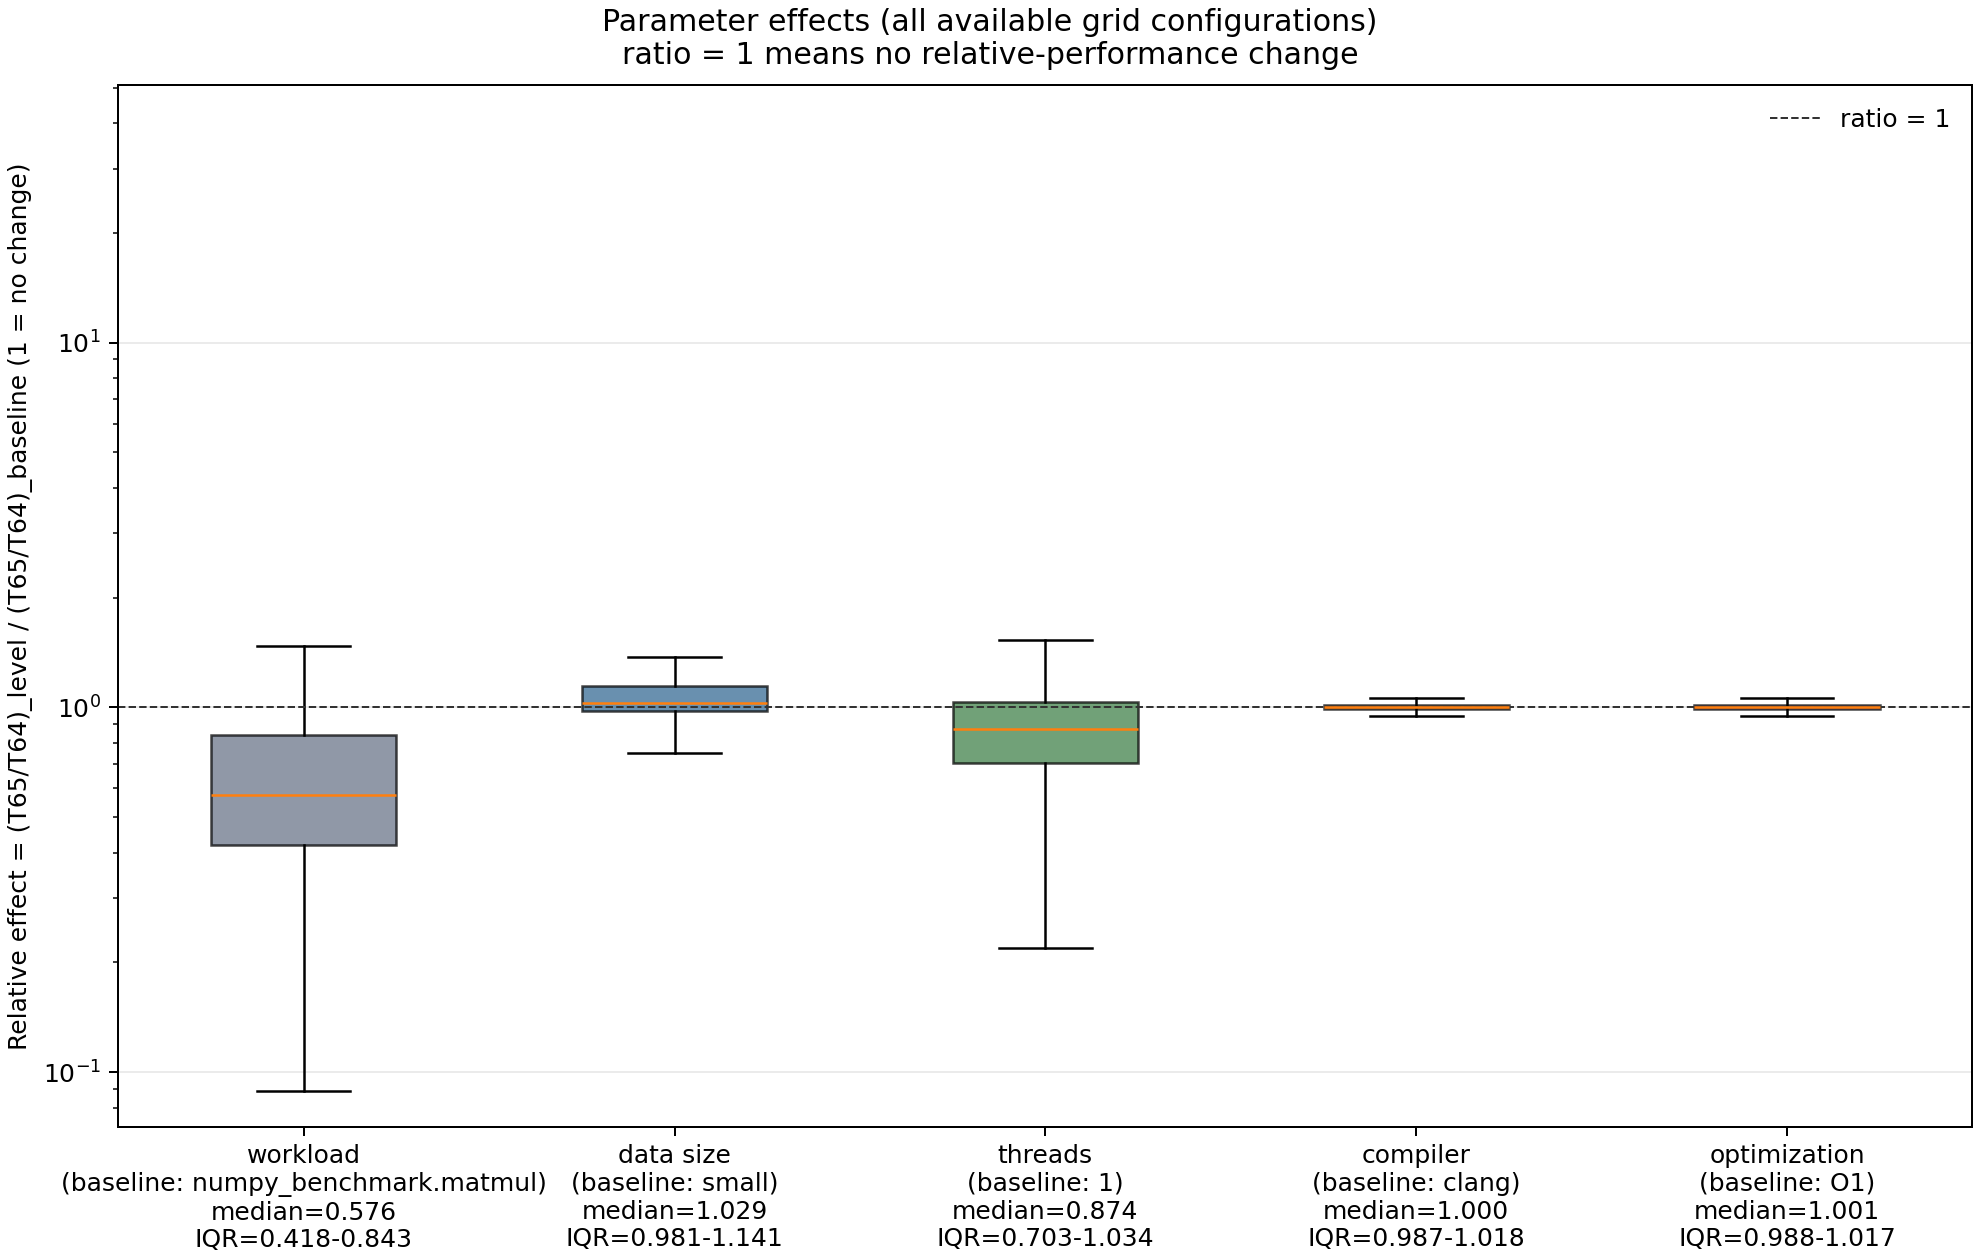 Parameter effects (all available grid configurations)
ratio = 1 means no relative-performance change
ratio = 1
Relative effect = (T65/T64)_level / (T65/T64)_baseline (1 = no change)
10¹
10⁰
10⁻¹
workload
(baseline: numpy_benchmark.matmul)
median=0.576
IQR=0.418-0.843
data size
(baseline: small)
median=1.029
IQR=0.981-1.141
threads
(baseline: 1)
median=0.874
IQR=0.703-1.034
compiler
(baseline: clang)
median=1.000
IQR=0.987-1.018
optimization
(baseline: O1)
median=1.001
IQR=0.988-1.017